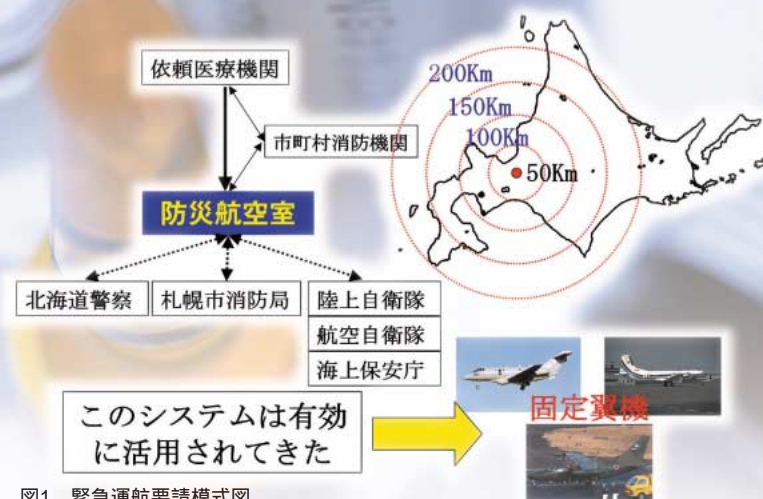 依頼医療機関
市町村消防機関
防災航空室
北海道警察
札幌市消防局
陸上自衛隊
航空自衛隊
海上保安庁
200Km
150Km
100Km
50Km
このシステムは有効
に活用されてきた
固定翼機
図1 緊急運航要請模式図